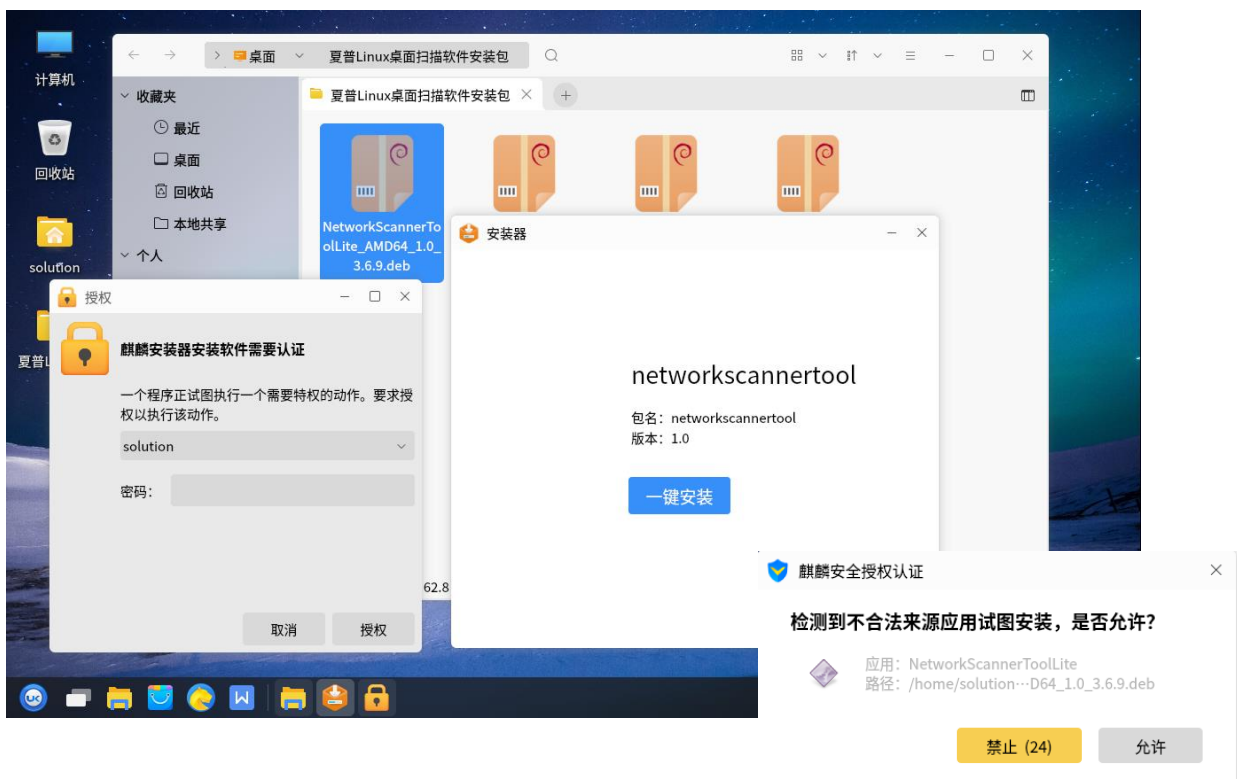 计算机
回收站
solution
夏普L
桌面
夏普Linux桌面扫描软件安装包
收藏夹
最近
桌面
回收站
本地共享
个人
夏普Linux桌面扫描软件安装包
NetworkScannerTo
olLite_AMD64_1.0_
3.6.9.deb
62.8
授权
麒麟安装器安装软件需要认证
一个程序正试图执行一个需要特权的动作。要求授
权以执行该动作。
solution
密码：
取消
授权
安装器
networkscannertool
包名：networkscannertool
版本：1.0
一键安装
麒麟安全授权认证
检测到不合法来源应用试图安装，是否允许？
应用：NetworkScannerToolLite
路径：/home/solution…D64_1.0_3.6.9.deb
禁止 (24)
允许